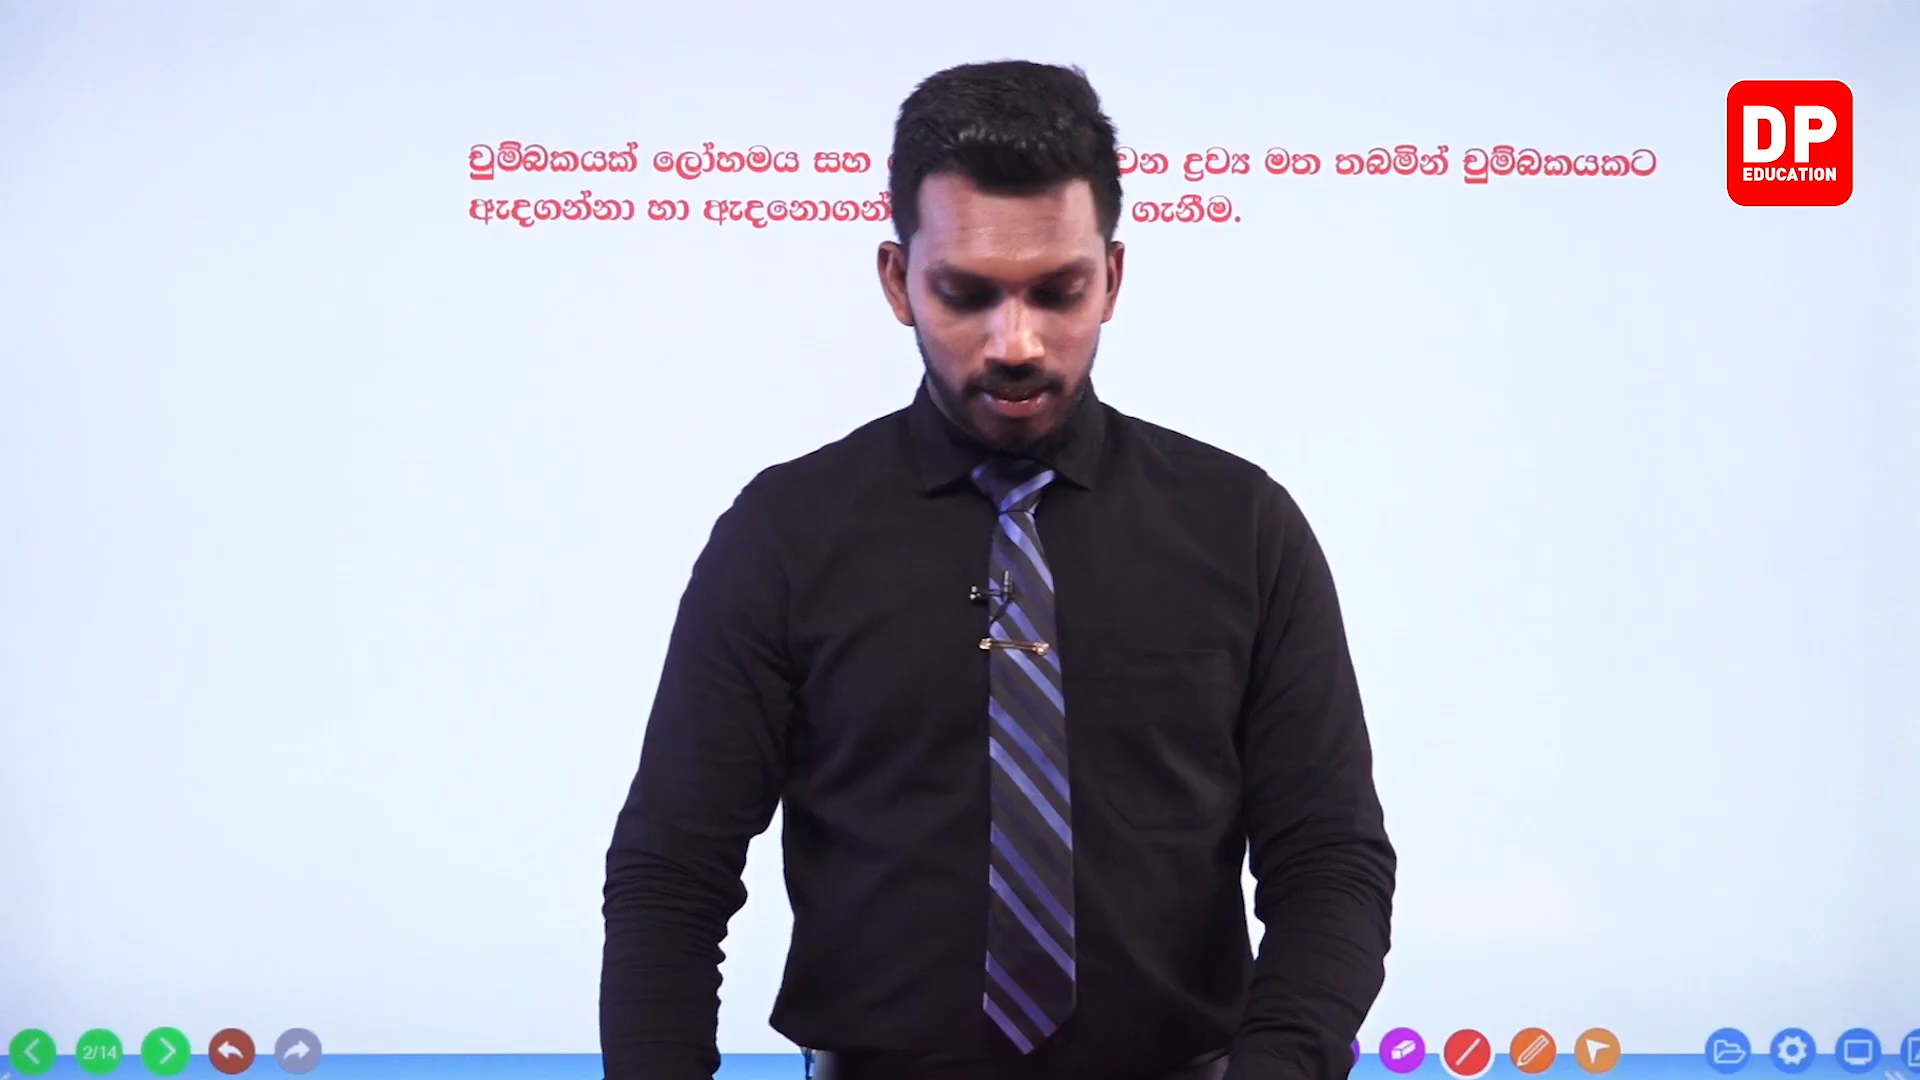 චුම්බකයක් ලෝහමය සහ වන ද්‍රව්‍ය මත තබමින් චුම්බකයකට
ඇදගන්නා හා ඇදනොගන් ගැනීම.
DP
EDUCATION
2/14